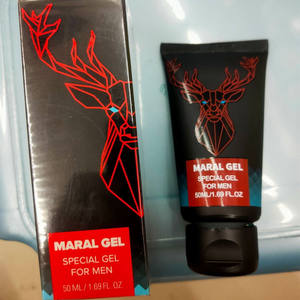 MARAL GEL
SPECIAL GEL
FOR MEN
50 ML / 1.69 FL. OZ
MARAL GEL
SPECIAL GEL
FOR MEN
50ML/1.69 FL.OZ